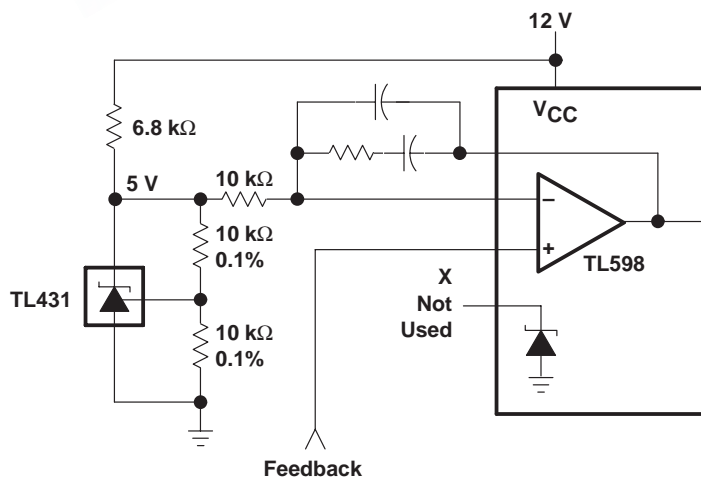 12 V
VCC
6.8 kΩ
5 V
10 kΩ
10 kΩ
0.1%
TL431
10 kΩ
0.1%
−
+
TL598
X
Not
Used
Feedback